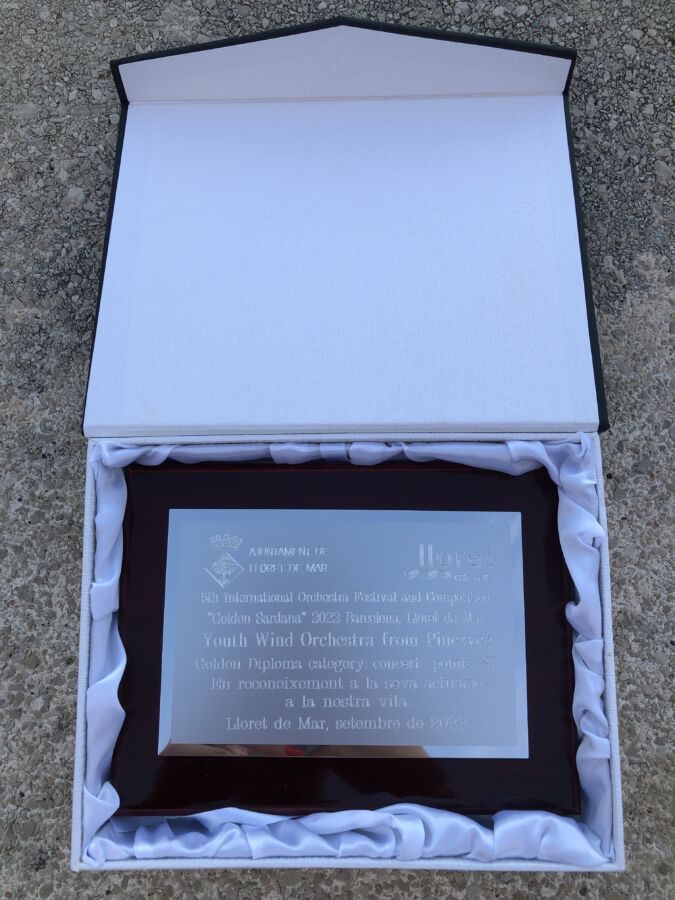 AJUNTAMENT DE
LLORET DE MAR
lloret
de mar
5th International Orchestra Festival and Competition
"Golden Sardana" 2022 Barcelona, Lloret de Mar
Youth Wind Orchestra from
Golden Diploma category: concert points
En reconeixement a la seva actuació
a la nostra vila.
Lloret de Mar, setembre de 2022